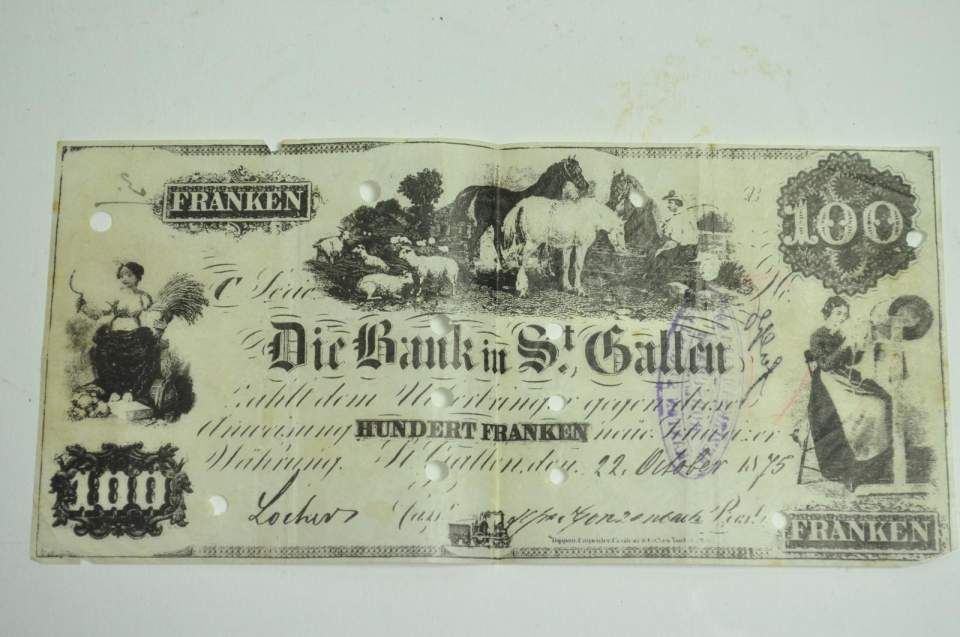 FRANKEN
100
Die Bank in St. Gallen
zahlt dem Ueberbringer gegen diese
Anweisung HUNDERT FRANKEN neue Schweizer
Währung. St. Gallen, den 22. October 1875
100
Locher
FRANKEN